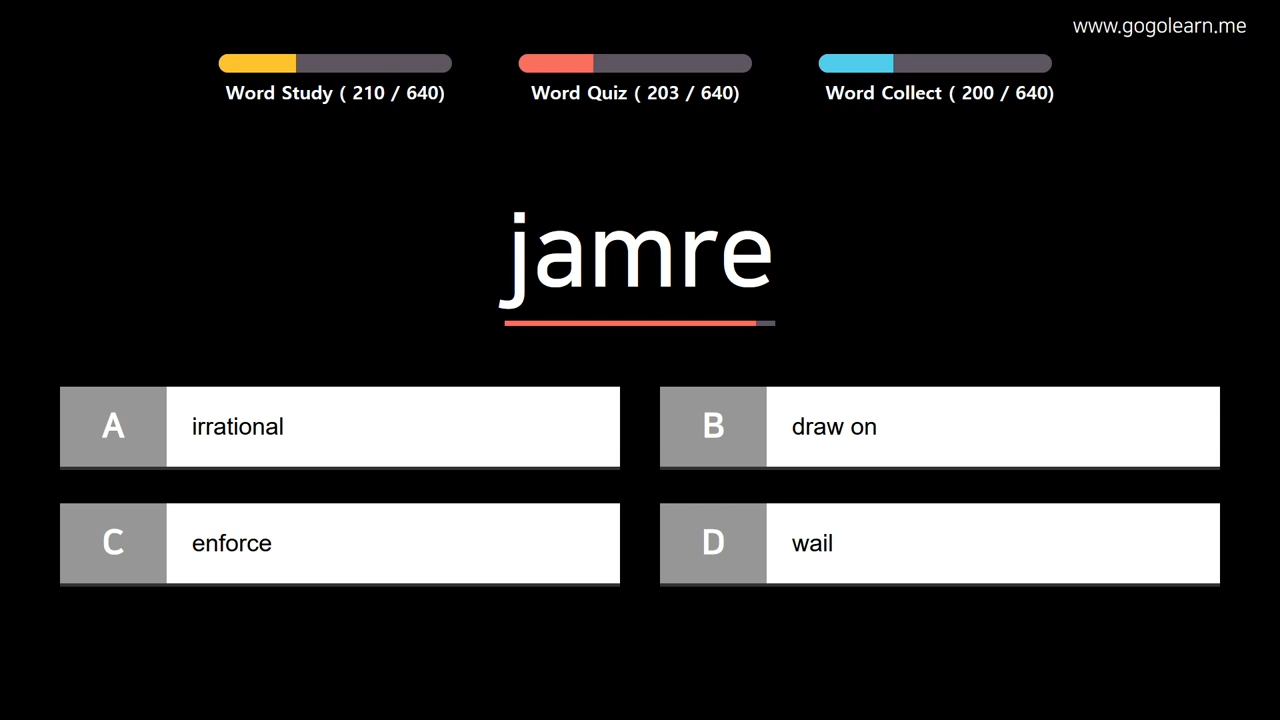 www.gogolearn.me
Word Study ( 210 / 640)
Word Quiz ( 203 / 640)
Word Collect ( 200 / 640)
jamre
A irrational
B draw on
C enforce
D wail